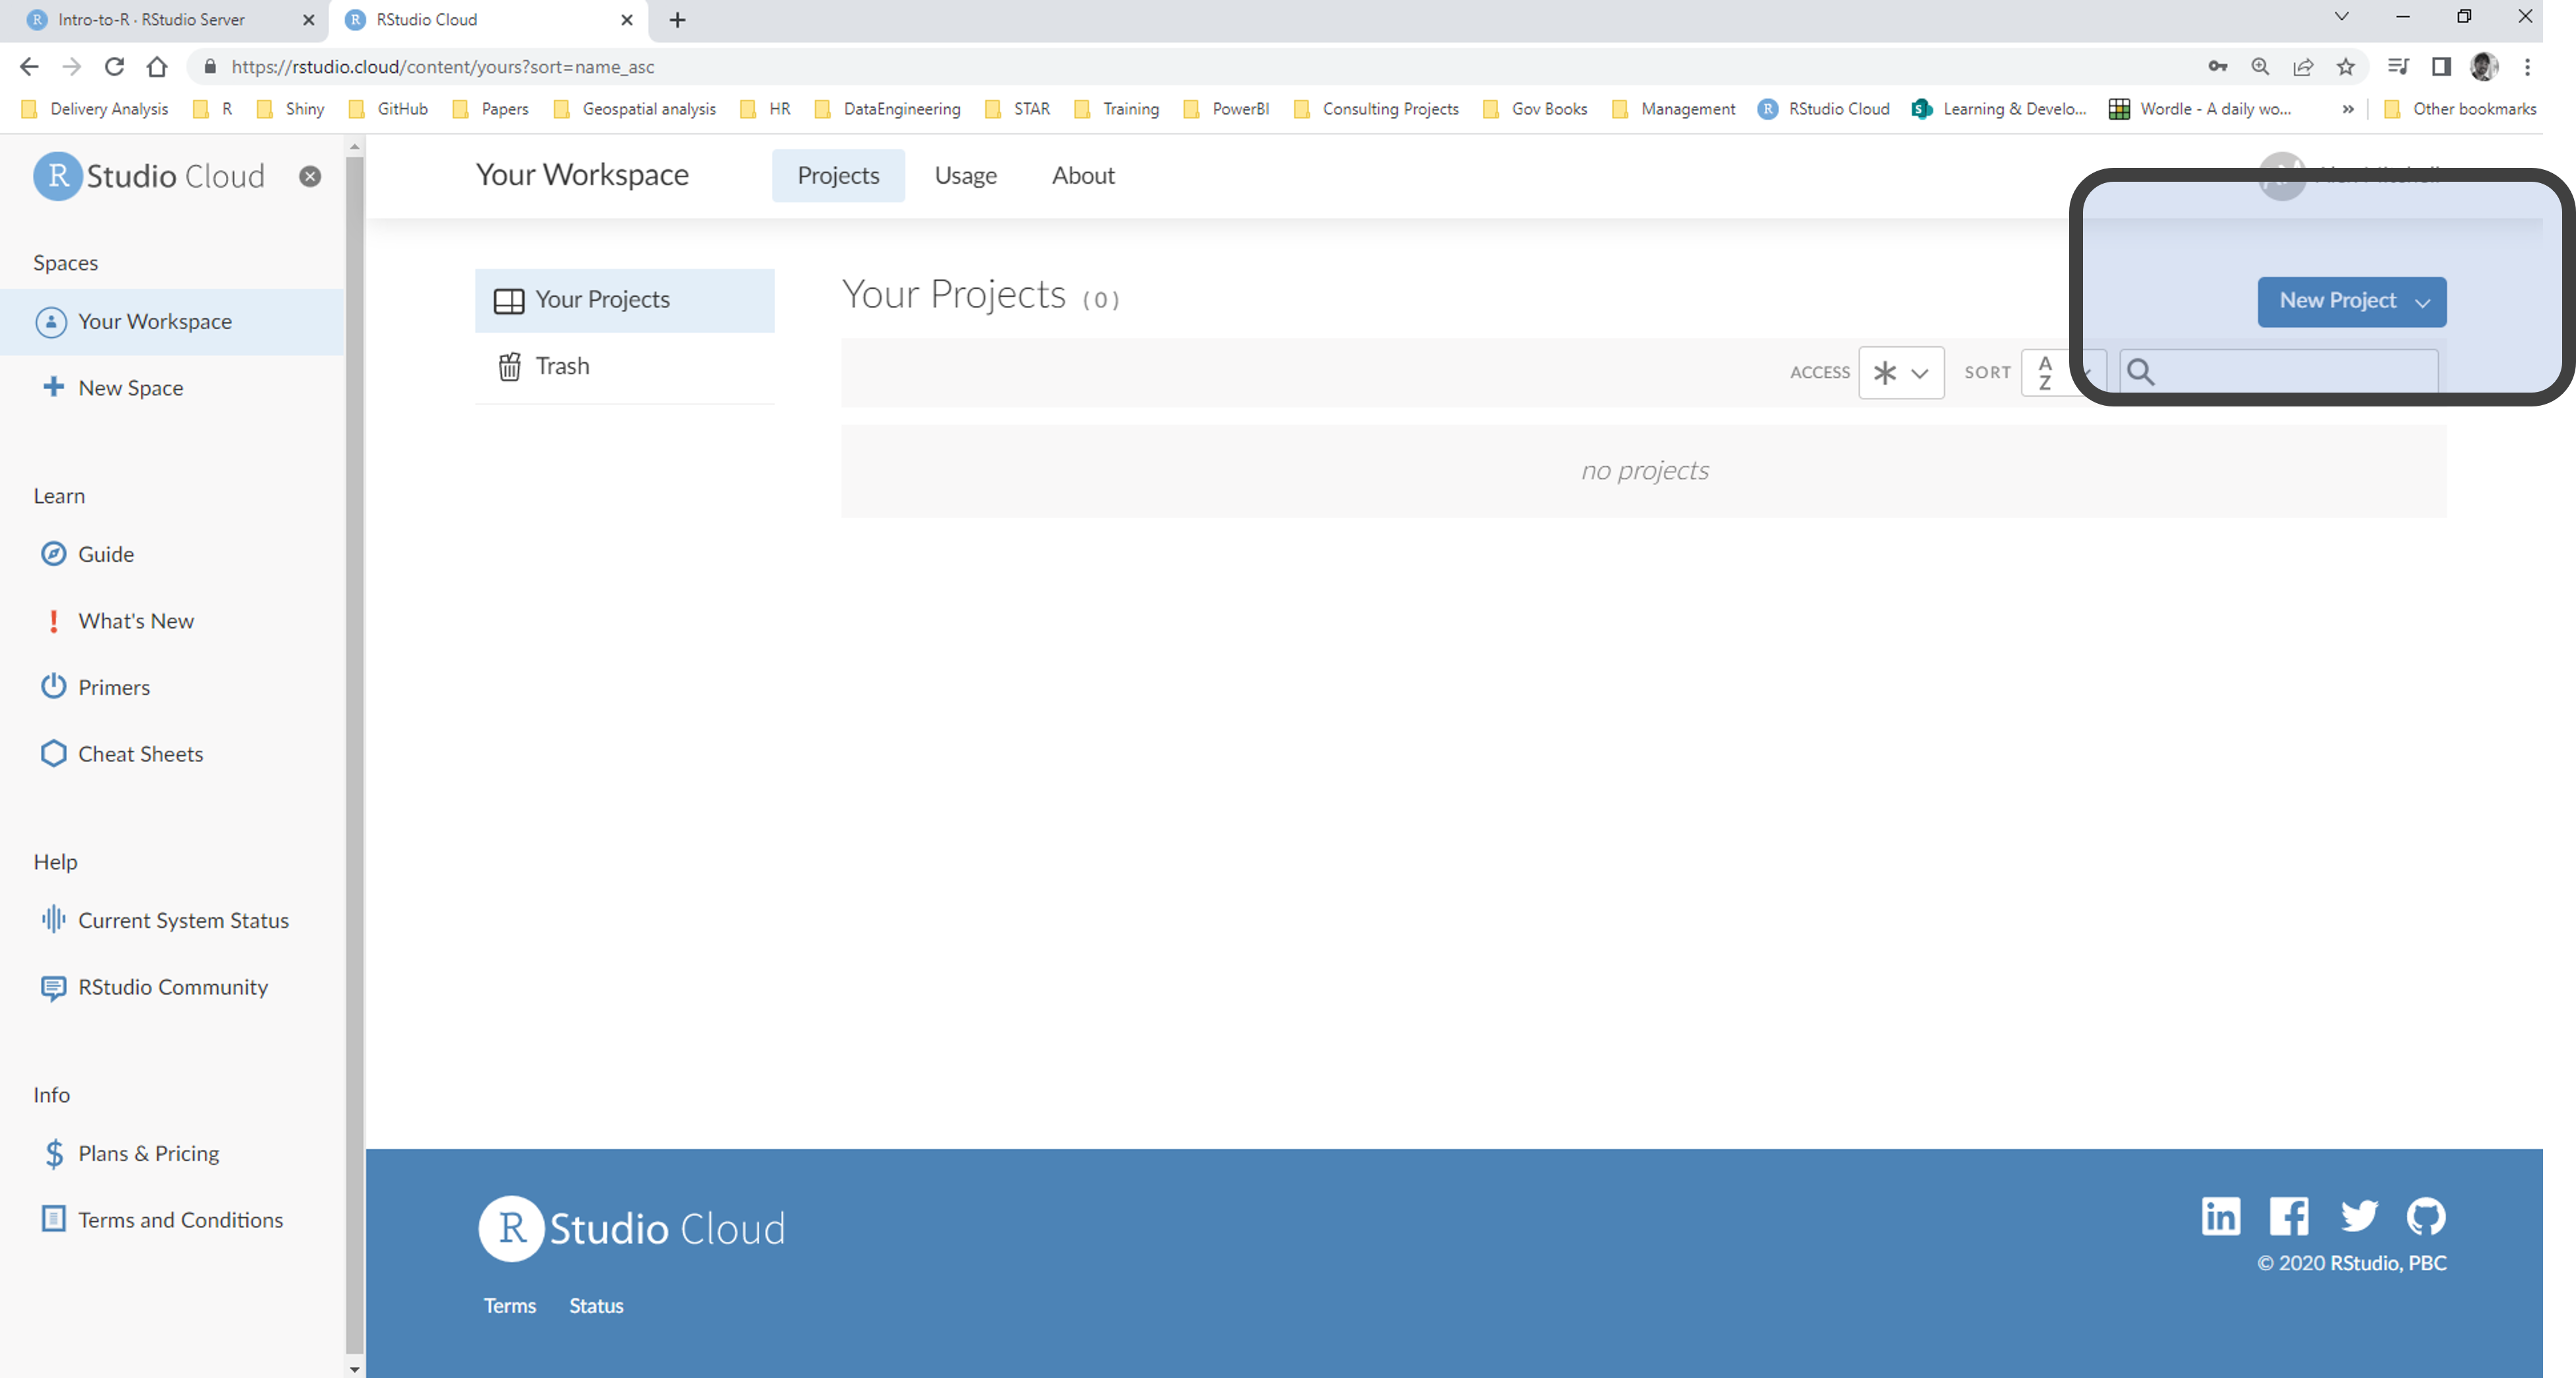 Intro-to-R · RStudio Server
RStudio Cloud
https://rstudio.cloud/content/yours?sort=name_asc
Delivery Analysis R Shiny GitHub Papers Geospatial analysis HR DataEngineering STAR Training PowerBI Consulting Projects Gov Books Management RStudio Cloud Learning & Develo... Wordle - A daily wo... » Other bookmarks
R Studio Cloud
Spaces
Your Workspace
New Space
Learn
Guide
What's New
Primers
Cheat Sheets
Help
Current System Status
RStudio Community
Info
Plans & Pricing
Terms and Conditions
Your Workspace Projects Usage About
Your Projects
Trash
Your Projects (0)
New Project
ACCESS SORT A Z
no projects
R Studio Cloud
Terms Status
© 2020 RStudio, PBC